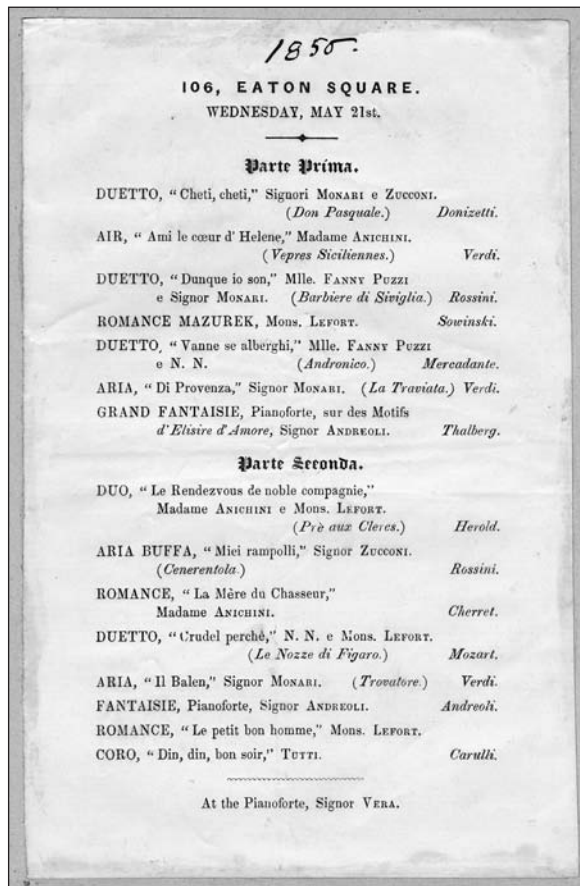 1855.
106, EATON SQUARE.
WEDNESDAY, MAY 21st.
Parte Prima.
DUETTO, “ Cheti, cheti,” Signori MONARI e ZUCCONI.
(Don Pasquale.) Donizetti.
AIR, “ Ami le cœur d' Helene,” Madame ANICHINI.
( Vepres Siciliennes.) Verdi.
DUETTO, “ Dunque io son,” Mlle. FANNY PUZZI
e Signor MONARI. (Barbiere di Siviglia.) Rossini.
ROMANCE MAZUREK, Mons. LEFORT. Sowinski.
DUETTO, “ Vanne se alberghi,” Mlle. FANNY PUZZI
e N. N. (Andronico.) Mercadante.
ARIA, “ Di Provenza,” Signor MONARI. (La Traviata.) Verdi.
GRAND FANTAISIE, Pianoforte, sur des Motifs
d'Elisire d'Amore, Signor ANDREOLI. Thalberg.
Parte Seconda.
DUO, “ Le Rendezvous de noble compagnie,”
Madame ANICHINI e Mons. LEFORT.
(Prè aux Clercs.) Herold.
ARIA BUFFA, “ Miei rampolli,” Signor ZUCCONI.
(Cenerentola.) Rossini.
ROMANCE, “ La Mère du Chasseur,”
Madame ANICHINI. Cherret.
DUETTO, “ Crudel perché,” N. N. e Mons. LEFORT.
(Le Nozze di Figaro.) Mozart.
ARIA, “ Il Balen,” Signor MONARI. (Trovatore.) Verdi.
FANTAISIE, Pianoforte, Signor ANDREOLI. Andreoli.
ROMANCE, “ Le petit bon homme,” Mons. LEFORT.
CORO, “ Din, din, bon soir,” TUTTI. Carulli.
At the Pianoforte, Signor VERA.